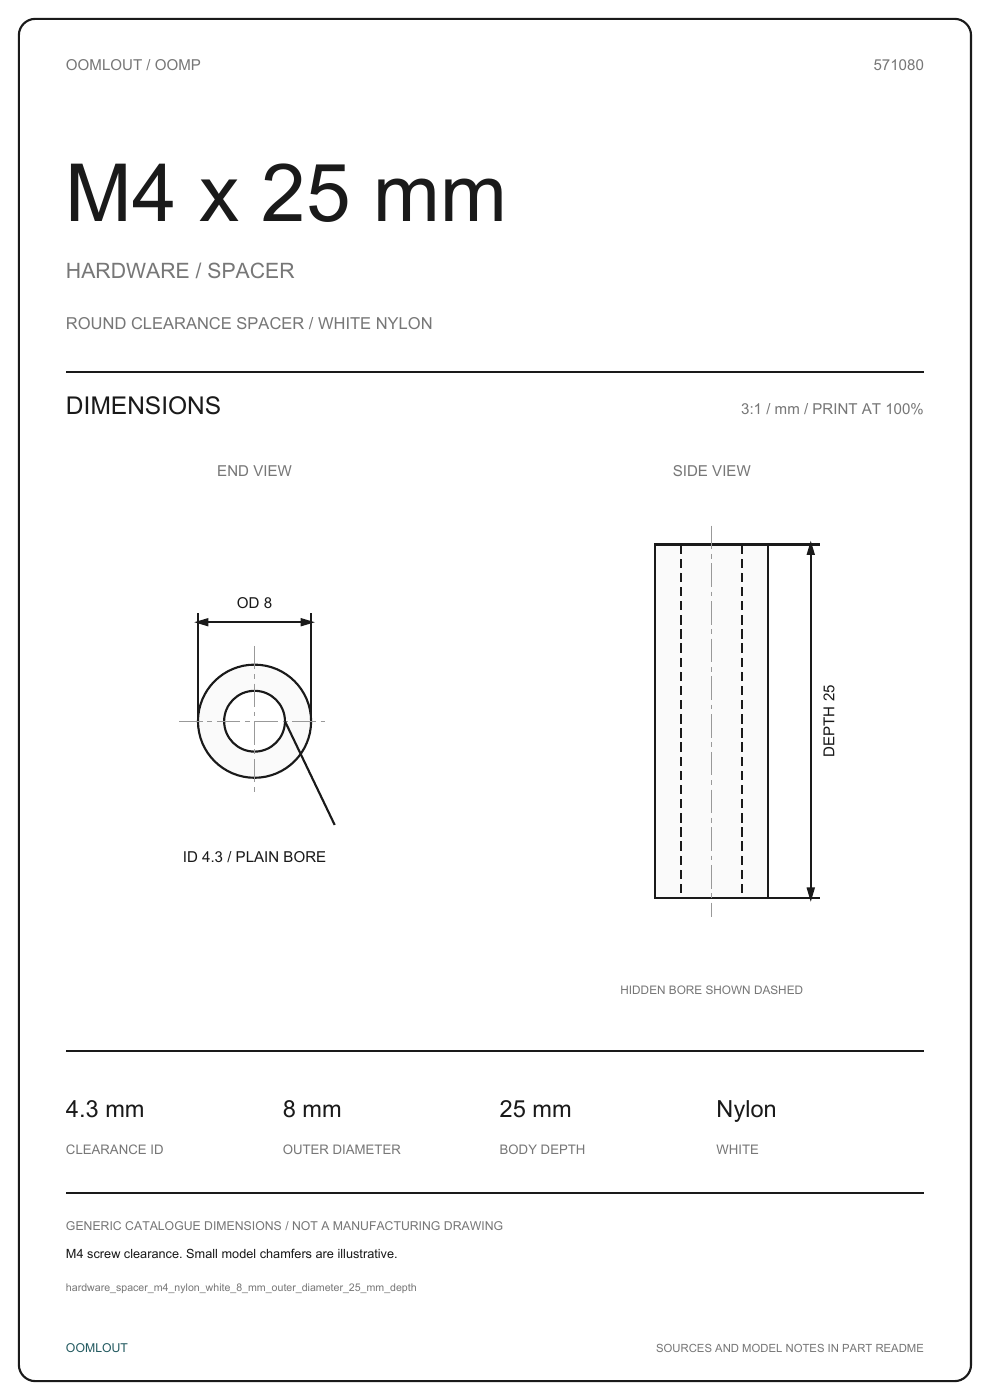 OOMLOUT / OOMP
571080
M4 x 25 mm
HARDWARE / SPACER
ROUND CLEARANCE SPACER / WHITE NYLON
DIMENSIONS
3:1 / mm / PRINT AT 100%
END VIEW
SIDE VIEW
OD 8
DEPTH 25
ID 4.3 / PLAIN BORE
HIDDEN BORE SHOWN DASHED
4.3 mm
8 mm
25 mm
Nylon
CLEARANCE ID
OUTER DIAMETER
BODY DEPTH
WHITE
GENERIC CATALOGUE DIMENSIONS / NOT A MANUFACTURING DRAWING
M4 screw clearance. Small model chamfers are illustrative.
hardware_spacer_m4_nylon_white_8_mm_outer_diameter_25_mm_depth
OOMLOUT
SOURCES AND MODEL NOTES IN PART README